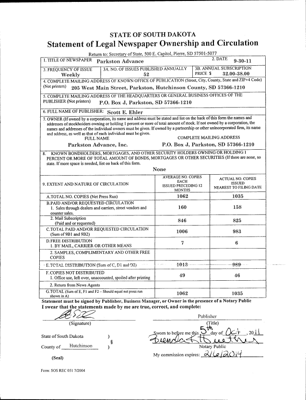 STATE OF SOUTH DAKOTA
Statement of Legal Newspaper Ownership and Circulation
Return to: Secretary of State, 500 E. Capitol, Pierre, SD 57501-5077
1. TITLE OF NEWSPAPER Parkston Advance
2. DATE 9-30-11
3. FREQUENCY OF ISSUE Weekly
3A. NO. OF ISSUES PUBLISHED ANNUALLY 52
3B. ANNUAL SUBSCRIPTION PRICE $ 32.00-38.00
4. COMPLETE MAILING ADDRESS OF KNOWN OFFICE OF PUBLICATION (Street, City, County, State and ZIP+4 Code)
(Not printers) 205 West Main Street, Parkston, Hutchinson County, SD 57366-1210
5. COMPLETE MAILING ADDRESS OF THE HEADQUARTERS OR GENERAL BUSINESS OFFICES OF THE
PUBLISHER (Not printers) P.O. Box J, Parkston, SD 57366-1210
6. FULL NAME OF PUBLISHER: Scott E. Ehler
7. OWNER (If owned by a corporation, its name and address must be stated and also on the back of this form the names and
addresses of stockholders owning or holding 1 percent or more of total amount of stock. If not owned by a corporation, the
names and addresses of the individual owners must be given. If owned by a partnership or other unincorporated firm, its name
and address, as well as that of each individual must be given.
FULL NAME COMPLETE MAILING ADDRESS
Parkston Advance, Inc. P.O. Box J, Parkston, SD 57366-1210
8. KNOWN BONDHOLDERS, MORTGAGES, AND OTHER SECURITY HOLDERS OWNING OR HOLDING 1
PERCENT OR MORE OF TOTAL AMOUNT OF BONDS, MORTGAGES OR OTHER SECURITIES (If there are none, so
state. If more space is needed, list on back of this form.
None
9. EXTENT AND NATURE OF CIRCULATION
AVERAGE NO. COPIES EACH ISSUES PRECEDING 12 MONTHS
ACTUAL NO. COPIES ISSUED NEAREST TO FILING DATE
A. TOTAL NO. COPIES (Net Press Run) 1062 1035
B. PAID AND/OR REQUESTED CIRCULATION
1. Sales through dealers and carriers, street vendors and
counter sales. 160 158
2. Mail Subscription
(Paid and or requested) 846 825
C. TOTAL PAID AND/OR REQUESTED CIRCULATION
(Sum of 9B1 and 9B2) 1006 983
D. FREE DISTRIBUTION
1. BY MAIL, CARRIER OR OTHER MEANS 7 6
2. SAMPLES, COMPLIMENTARY AND OTHER FREE
COPIES
E. TOTAL DISTRIBUTION (Sum of C, D1 and D2) 1013 989
F. COPIES NOT DISTRIBUTED
1. Office use, left over, unaccounted, spoiled after printing 49 46
2. Return from News Agents
G. TOTAL (Sum of E, F1 and F2 - Should equal net press run
shown in A) 1062 1035
Statement must be signed by Publisher, Business Manager, or Owner in the presence of a Notary Public
I swear that the statements made by me are true, correct, and complete:
Publisher
(Signature) (Title)
State of South Dakota )
Sworn to before me this 5th day of Oct, 2011
) $
County of Hutchinson )
Notary Public
(Seal)
My commission expires:
Form: SOS REC 051 7/2004